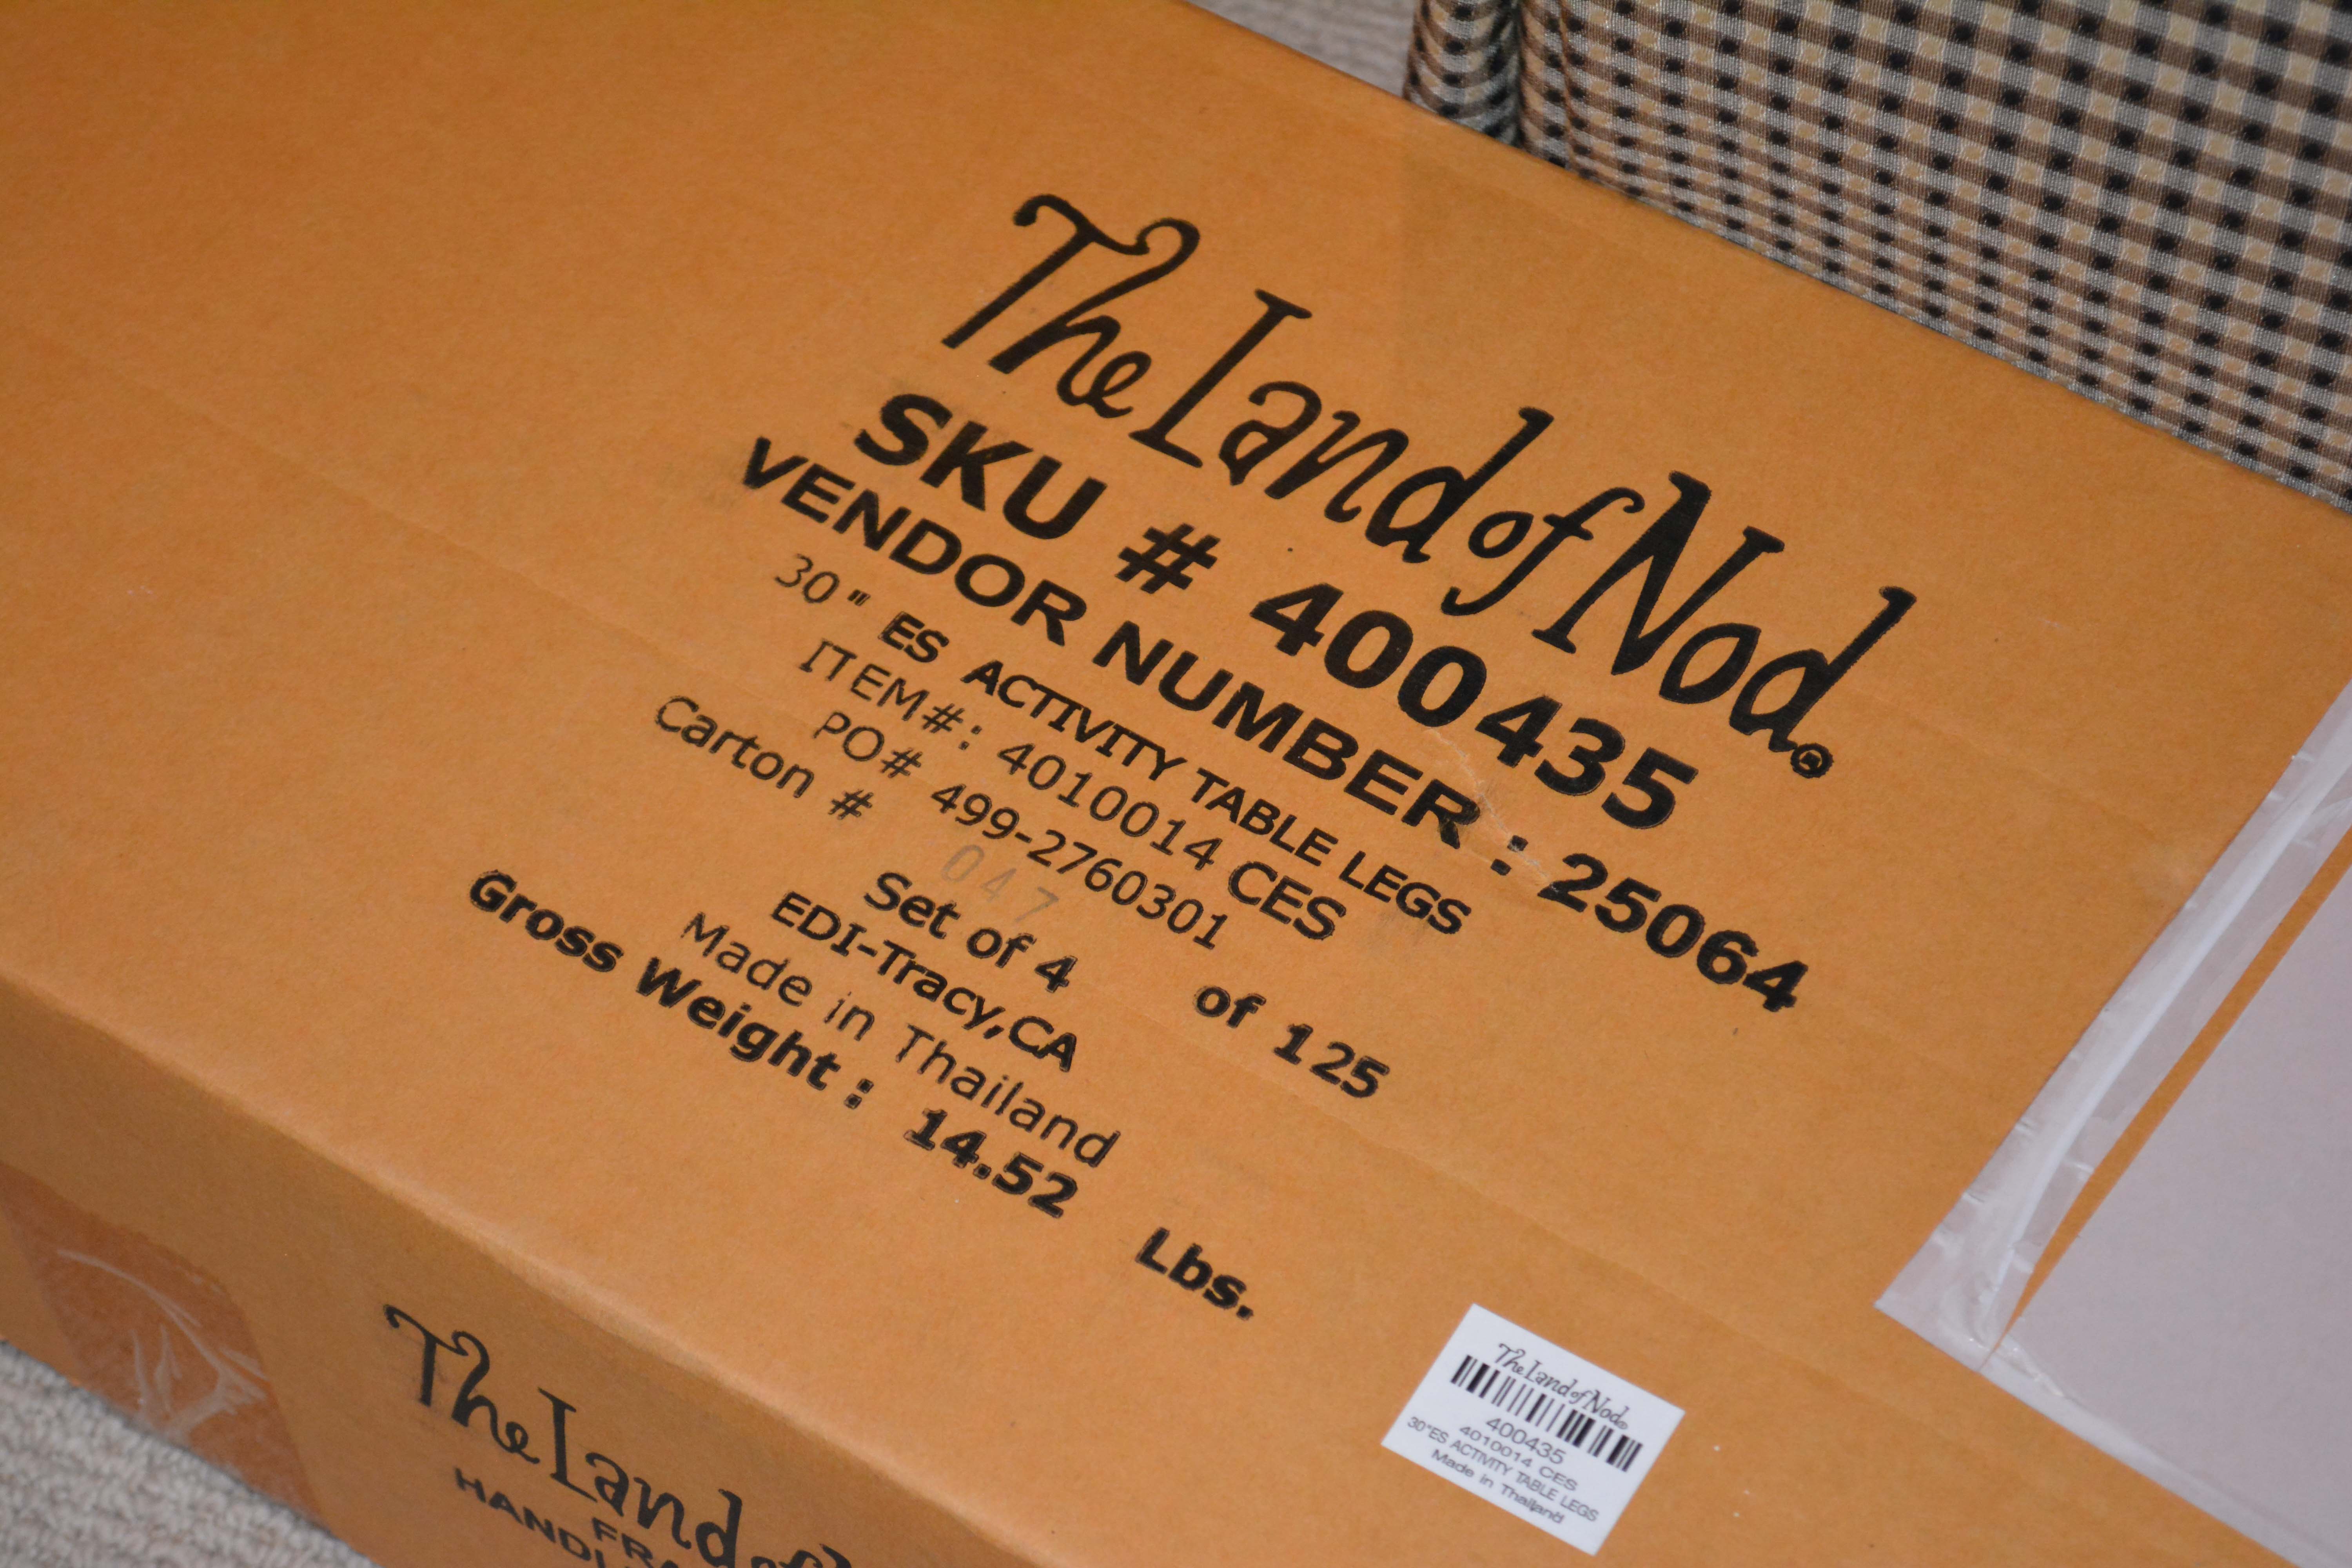 The Land of Nod®
SKU # 400435
VENDOR NUMBER : 25064
30" ES ACTIVITY TABLE LEGS
ITEM#: 4010014 CES
PO# 499-2760301
Carton # 047 of 125
Set of 4
EDI-Tracy,CA
Made in Thailand
Gross Weight : 14.52 Lbs.
The Land of Nod®
400435
4010014 CES
30"ES ACTIVITY TABLE LEGS
Made in Thailand
The Land of